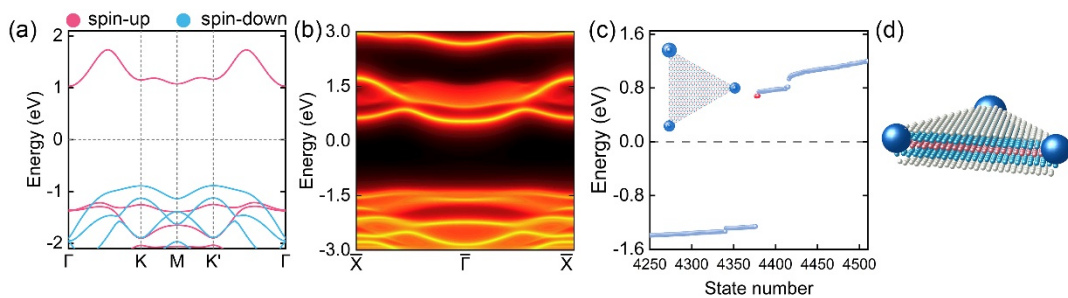 spin-up spin-down
(a)
Energy (eV)
2
1
0
-1
-2
Γ K M K' Γ
(b)
Energy (eV)
3.0
1.5
0.0
-1.5
-3.0
X̅ Γ̅ X̅
(c)
Energy (eV)
1.6
0.8
0.0
-0.8
-1.6
4250 4300 4350 4400 4450 4500
State number
(d)